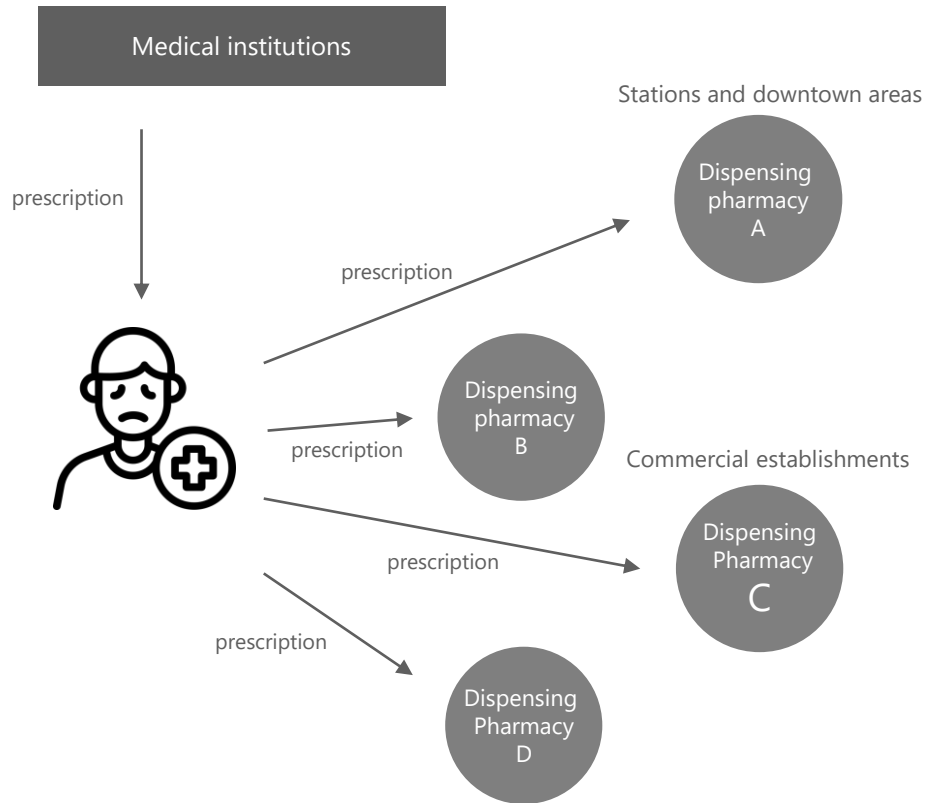 Medical institutions
Stations and downtown areas
Dispensing
pharmacy
A
prescription
prescription
Dispensing
pharmacy
B
prescription
Commercial establishments
Dispensing
Pharmacy
C
prescription
prescription
Dispensing
Pharmacy
D